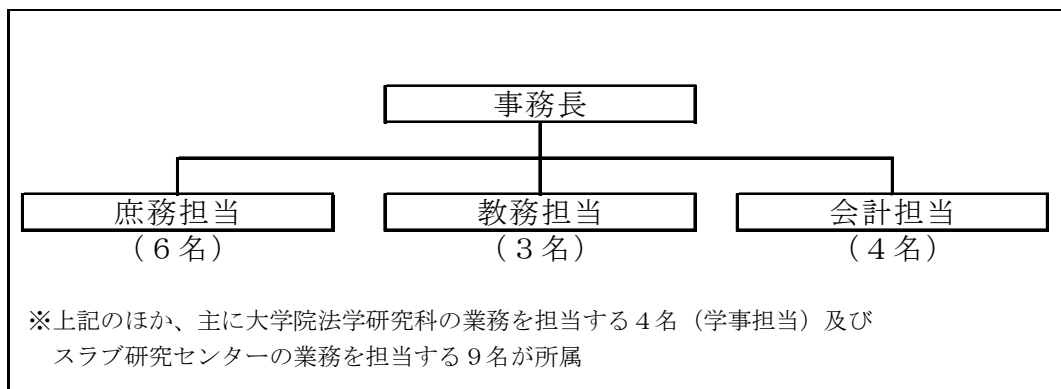 事務長
庶務担当 教務担当 会計担当
（６名） （３名） （４名）
※上記のほか、主に大学院法学研究科の業務を担当する４名（学事担当）及び
スラブ研究センターの業務を担当する９名が所属